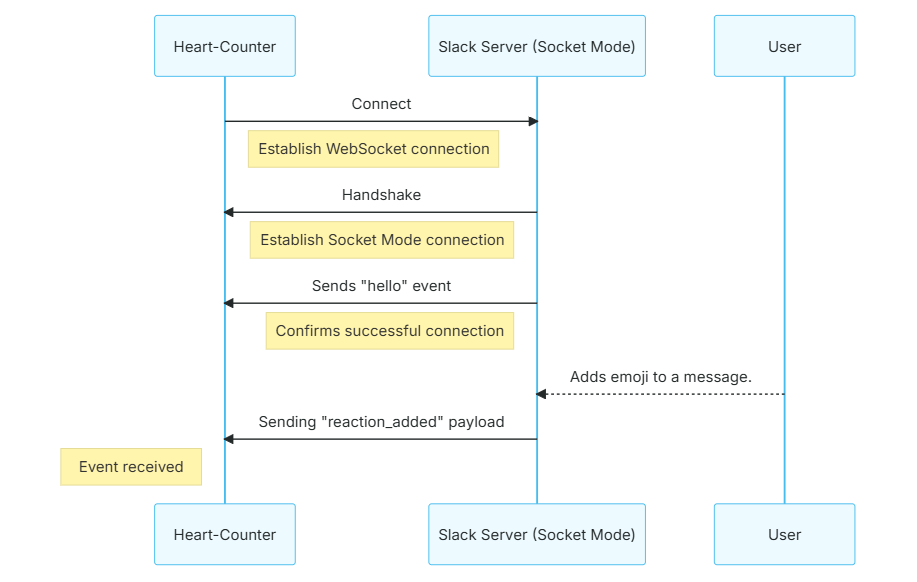 Heart-Counter
Slack Server (Socket Mode)
User
Connect
Establish WebSocket connection
Handshake
Establish Socket Mode connection
Sends "hello" event
Confirms successful connection
Adds emoji to a message.
Sending "reaction_added" payload
Event received
Heart-Counter
Slack Server (Socket Mode)
User